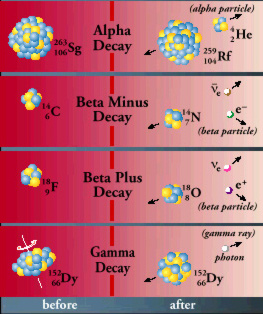 (alpha particle)
263
106 Sg
Alpha
Decay
4
2 He
259
104 Rf
Beta Minus
Decay
14
6 C
14
7 N
ν̄e
e−
(beta particle)
Beta Plus
Decay
18
9 F
18
8 O
νe
e+
(beta particle)
Gamma
Decay
152
66 Dy
152
66 Dy
(gamma ray)
photon
before
after